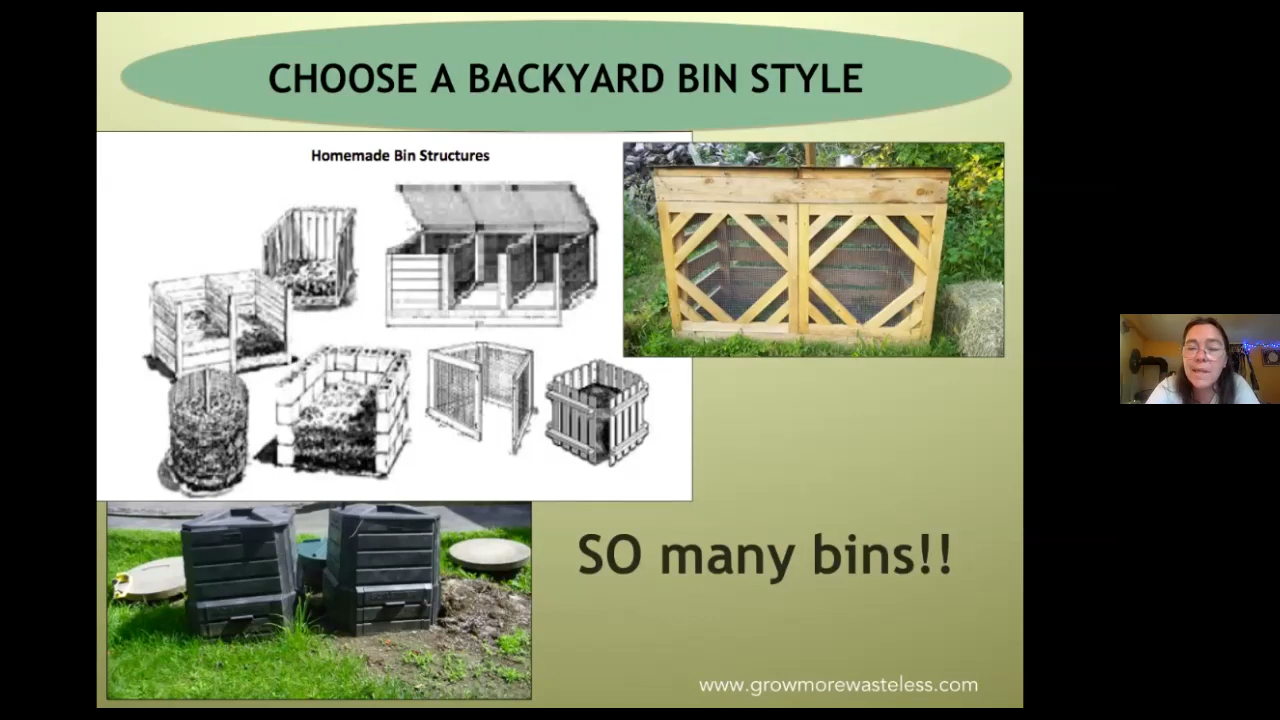 CHOOSE A BACKYARD BIN STYLE
Homemade Bin Structures
SO many bins!!
www.growmorewasteless.com